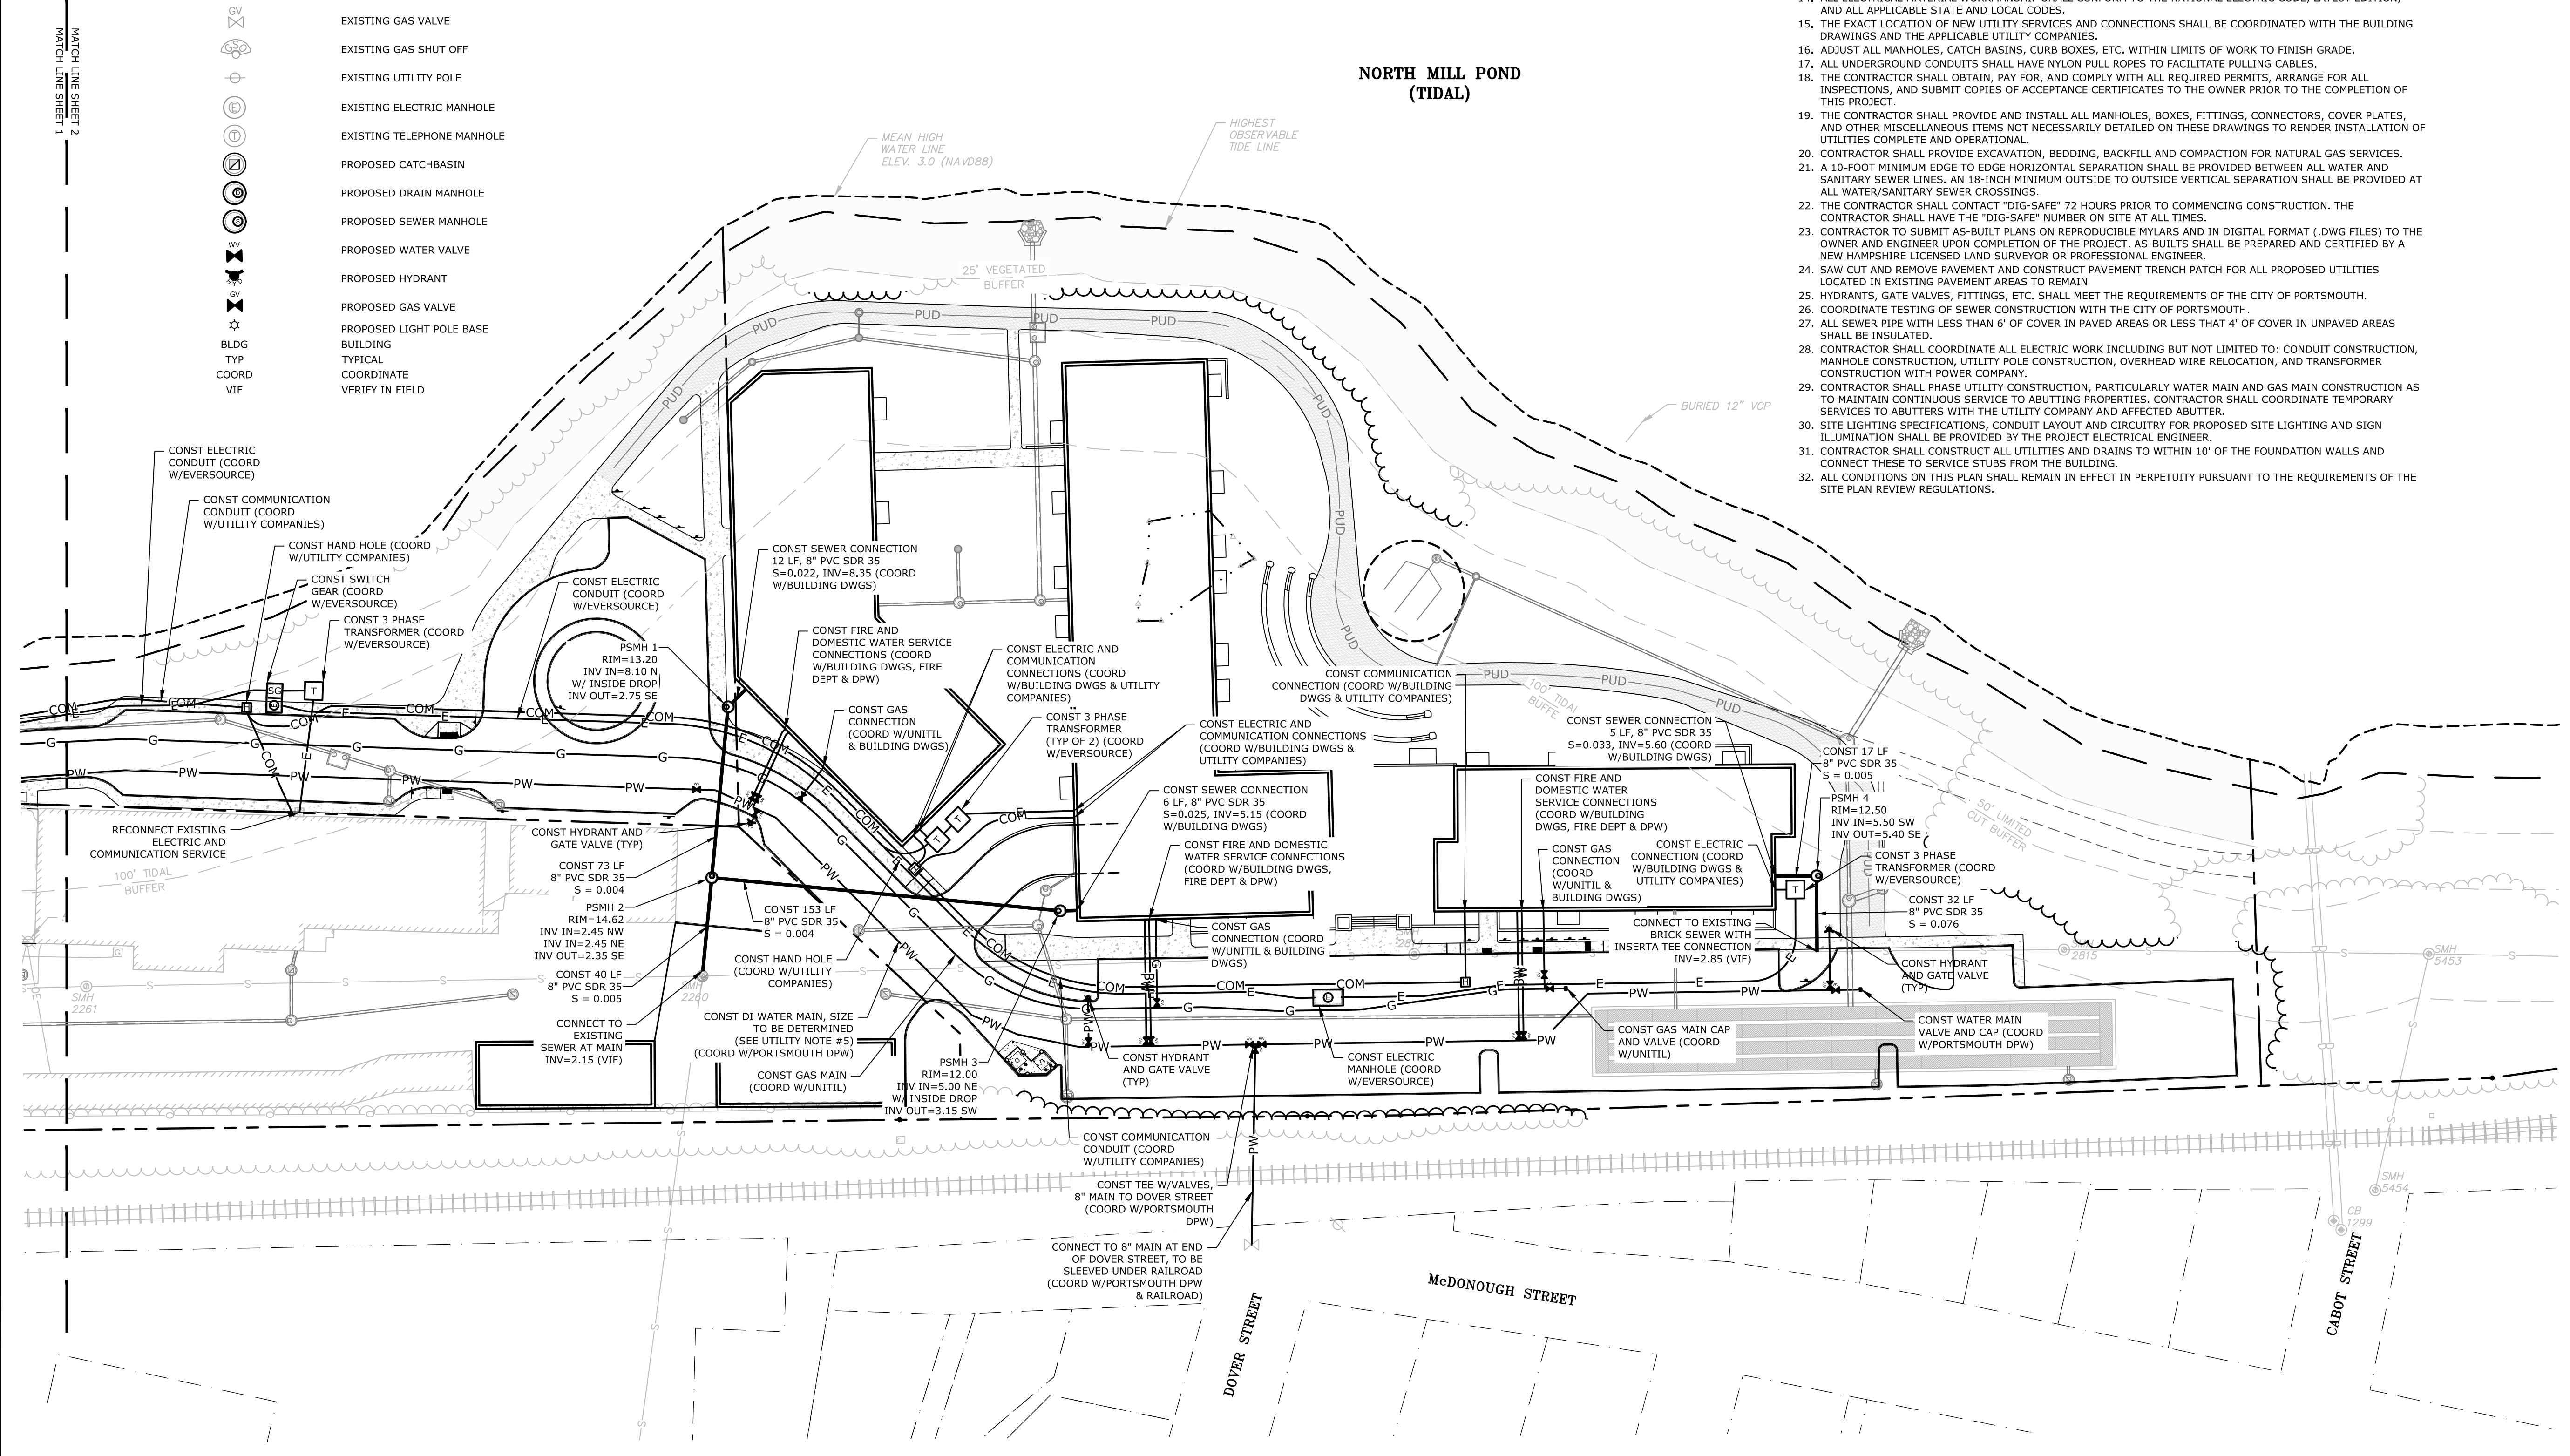 MATCH LINE SHEET 2
MATCH LINE SHEET 1
GV
EXISTING GAS VALVE
GSO
EXISTING GAS SHUT OFF
EXISTING UTILITY POLE
E
EXISTING ELECTRIC MANHOLE
T
EXISTING TELEPHONE MANHOLE
PROPOSED CATCHBASIN
D
PROPOSED DRAIN MANHOLE
S
PROPOSED SEWER MANHOLE
WV
PROPOSED WATER VALVE
PROPOSED HYDRANT
GV
PROPOSED GAS VALVE
PROPOSED LIGHT POLE BASE
BLDG
BUILDING
TYP
TYPICAL
COORD
COORDINATE
VIF
VERIFY IN FIELD
NORTH MILL POND
(TIDAL)
MEAN HIGH
WATER LINE
ELEV. 3.0 (NAVD88)
HIGHEST
OBSERVABLE
TIDE LINE
25' VEGETATED
BUFFER
BURIED 12" VCP
AND ALL APPLICABLE STATE AND LOCAL CODES.
15. THE EXACT LOCATION OF NEW UTILITY SERVICES AND CONNECTIONS SHALL BE COORDINATED WITH THE BUILDING
DRAWINGS AND THE APPLICABLE UTILITY COMPANIES.
16. ADJUST ALL MANHOLES, CATCH BASINS, CURB BOXES, ETC. WITHIN LIMITS OF WORK TO FINISH GRADE.
17. ALL UNDERGROUND CONDUITS SHALL HAVE NYLON PULL ROPES TO FACILITATE PULLING CABLES.
18. THE CONTRACTOR SHALL OBTAIN, PAY FOR, AND COMPLY WITH ALL REQUIRED PERMITS, ARRANGE FOR ALL
INSPECTIONS, AND SUBMIT COPIES OF ACCEPTANCE CERTIFICATES TO THE OWNER PRIOR TO THE COMPLETION OF
THIS PROJECT.
19. THE CONTRACTOR SHALL PROVIDE AND INSTALL ALL MANHOLES, BOXES, FITTINGS, CONNECTORS, COVER PLATES,
AND OTHER MISCELLANEOUS ITEMS NOT NECESSARILY DETAILED ON THESE DRAWINGS TO RENDER INSTALLATION OF
UTILITIES COMPLETE AND OPERATIONAL.
20. CONTRACTOR SHALL PROVIDE EXCAVATION, BEDDING, BACKFILL AND COMPACTION FOR NATURAL GAS SERVICES.
21. A 10-FOOT MINIMUM EDGE TO EDGE HORIZONTAL SEPARATION SHALL BE PROVIDED BETWEEN ALL WATER AND
SANITARY SEWER LINES. AN 18-INCH MINIMUM OUTSIDE TO OUTSIDE VERTICAL SEPARATION SHALL BE PROVIDED AT
ALL WATER/SANITARY SEWER CROSSINGS.
22. THE CONTRACTOR SHALL CONTACT "DIG-SAFE" 72 HOURS PRIOR TO COMMENCING CONSTRUCTION. THE
CONTRACTOR SHALL HAVE THE "DIG-SAFE" NUMBER ON SITE AT ALL TIMES.
23. CONTRACTOR TO SUBMIT AS-BUILT PLANS ON REPRODUCIBLE MYLARS AND IN DIGITAL FORMAT (.DWG FILES) TO THE
OWNER AND ENGINEER UPON COMPLETION OF THE PROJECT. AS-BUILTS SHALL BE PREPARED AND CERTIFIED BY A
NEW HAMPSHIRE LICENSED LAND SURVEYOR OR PROFESSIONAL ENGINEER.
24. SAW CUT AND REMOVE PAVEMENT AND CONSTRUCT PAVEMENT TRENCH PATCH FOR ALL PROPOSED UTILITIES
LOCATED IN EXISTING PAVEMENT AREAS TO REMAIN
25. HYDRANTS, GATE VALVES, FITTINGS, ETC. SHALL MEET THE REQUIREMENTS OF THE CITY OF PORTSMOUTH.
26. COORDINATE TESTING OF SEWER CONSTRUCTION WITH THE CITY OF PORTSMOUTH.
27. ALL SEWER PIPE WITH LESS THAN 6' OF COVER IN PAVED AREAS OR LESS THAT 4' OF COVER IN UNPAVED AREAS
SHALL BE INSULATED.
28. CONTRACTOR SHALL COORDINATE ALL ELECTRIC WORK INCLUDING BUT NOT LIMITED TO: CONDUIT CONSTRUCTION,
MANHOLE CONSTRUCTION, UTILITY POLE CONSTRUCTION, OVERHEAD WIRE RELOCATION, AND TRANSFORMER
CONSTRUCTION WITH POWER COMPANY.
29. CONTRACTOR SHALL PHASE UTILITY CONSTRUCTION, PARTICULARLY WATER MAIN AND GAS MAIN CONSTRUCTION AS
TO MAINTAIN CONTINUOUS SERVICE TO ABUTTING PROPERTIES. CONTRACTOR SHALL COORDINATE TEMPORARY
SERVICES TO ABUTTERS WITH THE UTILITY COMPANY AND AFFECTED ABUTTER.
30. SITE LIGHTING SPECIFICATIONS, CONDUIT LAYOUT AND CIRCUITRY FOR PROPOSED SITE LIGHTING AND SIGN
ILLUMINATION SHALL BE PROVIDED BY THE PROJECT ELECTRICAL ENGINEER.
31. CONTRACTOR SHALL CONSTRUCT ALL UTILITIES AND DRAINS TO WITHIN 10' OF THE FOUNDATION WALLS AND
CONNECT THESE TO SERVICE STUBS FROM THE BUILDING.
32. ALL CONDITIONS ON THIS PLAN SHALL REMAIN IN EFFECT IN PERPETUITY PURSUANT TO THE REQUIREMENTS OF THE
SITE PLAN REVIEW REGULATIONS.
PUD
PUD
PUD
PUD
PUD
PUD
PUD
PUD
PUD
PUD
PUD
CONST ELECTRIC
CONDUIT (COORD
W/EVERSOURCE)
CONST COMMUNICATION
CONDUIT (COORD
W/UTILITY COMPANIES)
CONST HAND HOLE (COORD
W/UTILITY COMPANIES)
CONST SWITCH
GEAR (COORD
W/EVERSOURCE)
CONST 3 PHASE
TRANSFORMER (COORD
W/EVERSOURCE)
CONST ELECTRIC
CONDUIT (COORD
W/EVERSOURCE)
PSMH 1
RIM=13.20
INV IN=8.10 N
W/ INSIDE DROP
INV OUT=2.75 SE
CONST SEWER CONNECTION
12 LF, 8" PVC SDR 35
S=0.022, INV=8.35 (COORD
W/BUILDING DWGS)
CONST FIRE AND
DOMESTIC WATER SERVICE
CONNECTIONS (COORD
W/BUILDING DWGS, FIRE
DEPT & DPW)
CONST GAS
CONNECTION
(COORD W/UNITIL
& BUILDING DWGS)
CONST ELECTRIC AND
COMMUNICATION
CONNECTIONS (COORD
W/BUILDING DWGS & UTILITY
COMPANIES)
CONST 3 PHASE
TRANSFORMER
(TYP OF 2) (COORD
W/EVERSOURCE)
CONST ELECTRIC AND
COMMUNICATION CONNECTIONS
(COORD W/BUILDING DWGS &
UTILITY COMPANIES)
CONST COMMUNICATION
CONNECTION (COORD W/BUILDING
DWGS & UTILITY COMPANIES)
100' TIDAL
BUFFE
CONST SEWER CONNECTION
5 LF, 8" PVC SDR 35
S=0.033, INV=5.60 (COORD
W/BUILDING DWGS)
CONST 17 LF
8" PVC SDR 35
S = 0.005
PSMH 4
RIM=12.50
INV IN=5.50 SW
INV OUT=5.40 SE
CONST 3 PHASE
TRANSFORMER (COORD
W/EVERSOURCE)
50' LIMITED
CUT BUFFER
CONST 32 LF
8" PVC SDR 35
S = 0.076
CONST SEWER CONNECTION
6 LF, 8" PVC SDR 35
S=0.025, INV=5.15 (COORD
W/BUILDING DWGS)
CONST FIRE AND DOMESTIC
WATER SERVICE CONNECTIONS
(COORD W/BUILDING DWGS,
FIRE DEPT & DPW)
CONST FIRE AND
DOMESTIC WATER
SERVICE CONNECTIONS
(COORD W/BUILDING
DWGS, FIRE DEPT & DPW)
CONST GAS
CONNECTION
(COORD
W/UNITIL &
BUILDING DWGS)
CONST ELECTRIC
CONNECTION (COORD
W/BUILDING DWGS &
UTILITY COMPANIES)
CONNECT TO EXISTING
BRICK SEWER WITH
INSERTA TEE CONNECTION
INV=2.85 (VIF)
CONST GAS
CONNECTION (COORD
W/UNITIL & BUILDING
DWGS)
RECONNECT EXISTING
ELECTRIC AND
COMMUNICATION SERVICE
100' TIDAL
BUFFER
CONST HYDRANT AND
GATE VALVE (TYP)
CONST 73 LF
8" PVC SDR 35
S = 0.004
PSMH 2
RIM=14.62
INV IN=2.45 NW
INV IN=2.45 NE
INV OUT=2.35 SE
CONST 40 LF
8" PVC SDR 35
S = 0.005
CONNECT TO
EXISTING
SEWER AT MAIN
INV=2.15 (VIF)
CONST 153 LF
8" PVC SDR 35
S = 0.004
CONST HAND HOLE
(COORD W/UTILITY
COMPANIES)
CONST DI WATER MAIN, SIZE
TO BE DETERMINED
(SEE UTILITY NOTE #5)
(COORD W/PORTSMOUTH DPW)
CONST GAS MAIN
(COORD W/UNITIL)
PSMH 3
RIM=12.00
INV IN=5.00 NE
W/ INSIDE DROP
INV OUT=3.15 SW
CONST HYDRANT
AND GATE VALVE
(TYP)
CONST ELECTRIC
MANHOLE (COORD
W/EVERSOURCE)
CONST GAS MAIN CAP
AND VALVE (COORD
W/UNITIL)
CONST HYDRANT
AND GATE VALVE
(TYP)
CONST WATER MAIN
VALVE AND CAP (COORD
W/PORTSMOUTH DPW)
CONST COMMUNICATION
CONDUIT (COORD
W/UTILITY COMPANIES)
CONST TEE W/VALVES,
8" MAIN TO DOVER STREET
(COORD W/PORTSMOUTH
DPW)
CONNECT TO 8" MAIN AT END
OF DOVER STREET, TO BE
SLEEVED UNDER RAILROAD
(COORD W/PORTSMOUTH DPW
& RAILROAD)
SMH
2261
SMH
2260
SMH
2815
SMH
5453
SMH
5454
CB
1299
DOVER STREET
McDONOUGH STREET
CABOT STREET